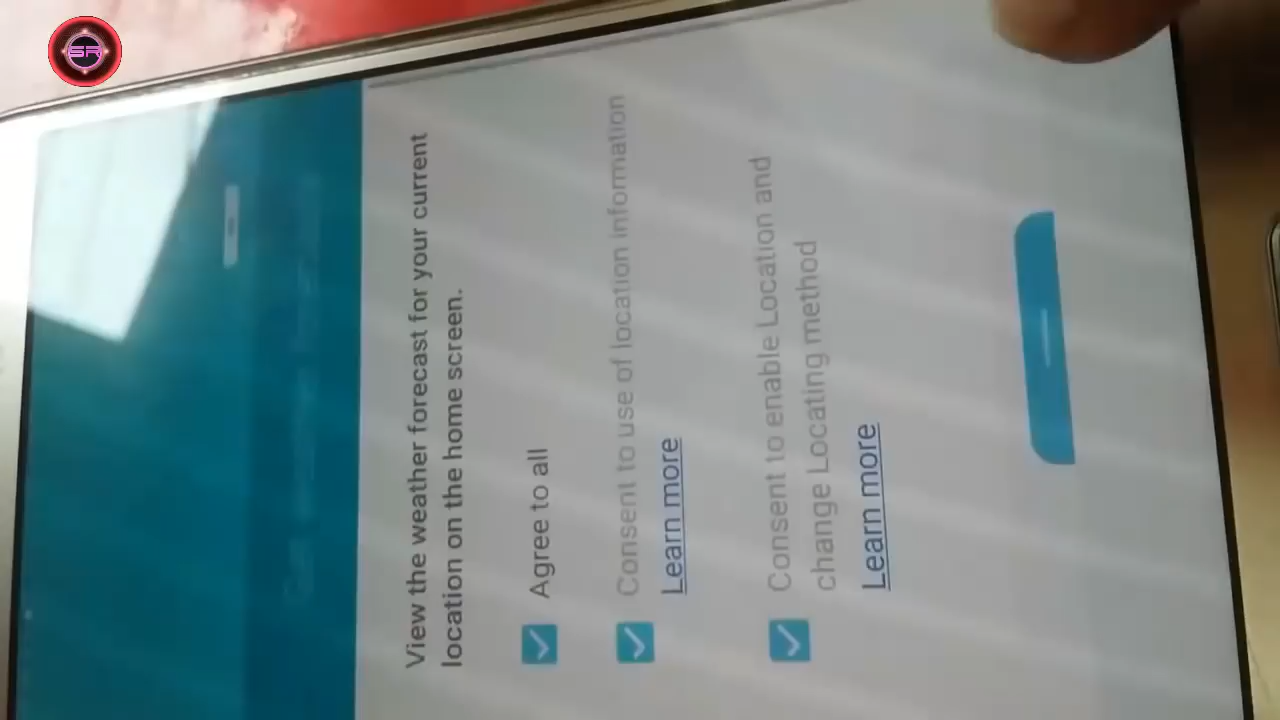 SR
View the weather forecast for your current
location on the home screen.
Agree to all
Consent to use of location information
Learn more
Consent to enable Location and
change Locating method
Learn more